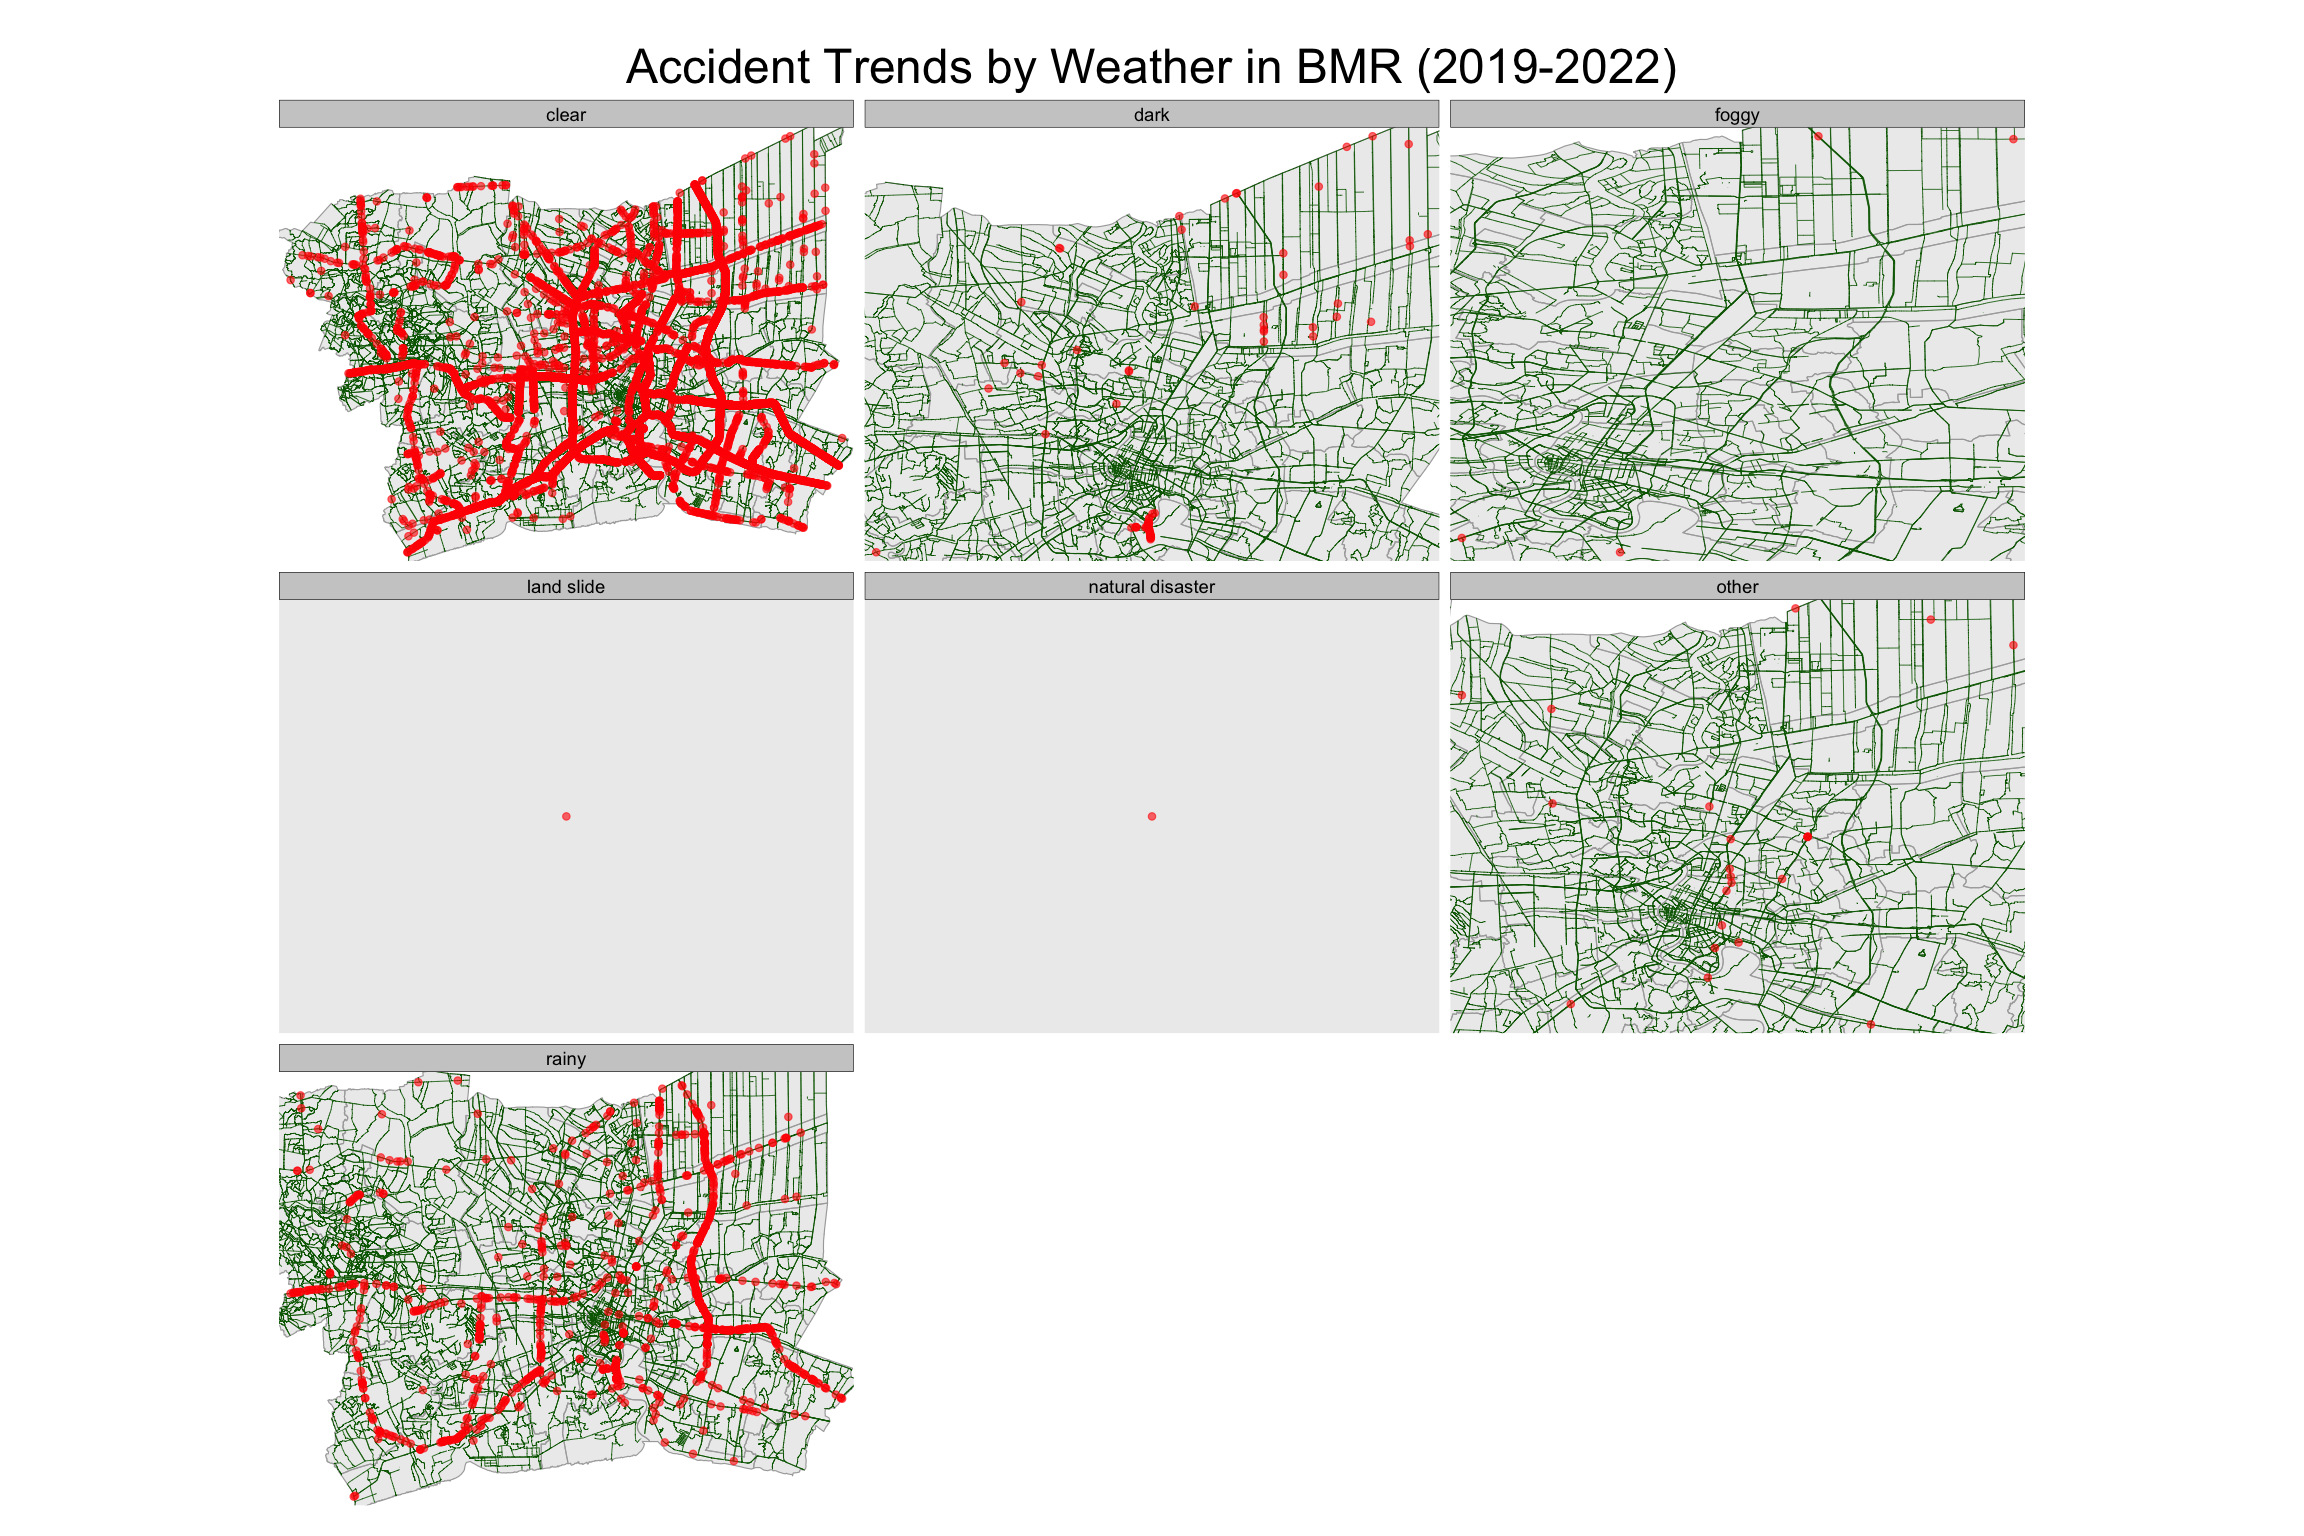 Accident Trends by Weather in BMR (2019-2022)
clear
dark
foggy
land slide
natural disaster
other
rainy